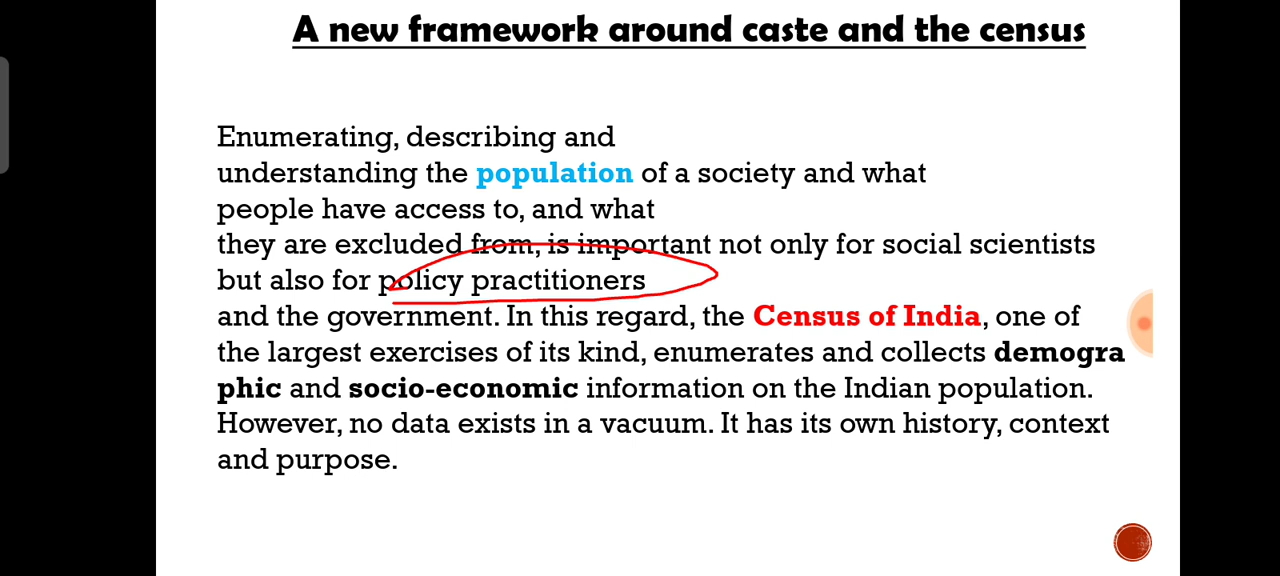 A new framework around caste and the census
Enumerating, describing and
understanding the population of a society and what
people have access to, and what
they are excluded from, is important not only for social scientists
but also for policy practitioners
and the government. In this regard, the Census of India, one of
the largest exercises of its kind, enumerates and collects demogra
phic and socio-economic information on the Indian population.
However, no data exists in a vacuum. It has its own history, context
and purpose.